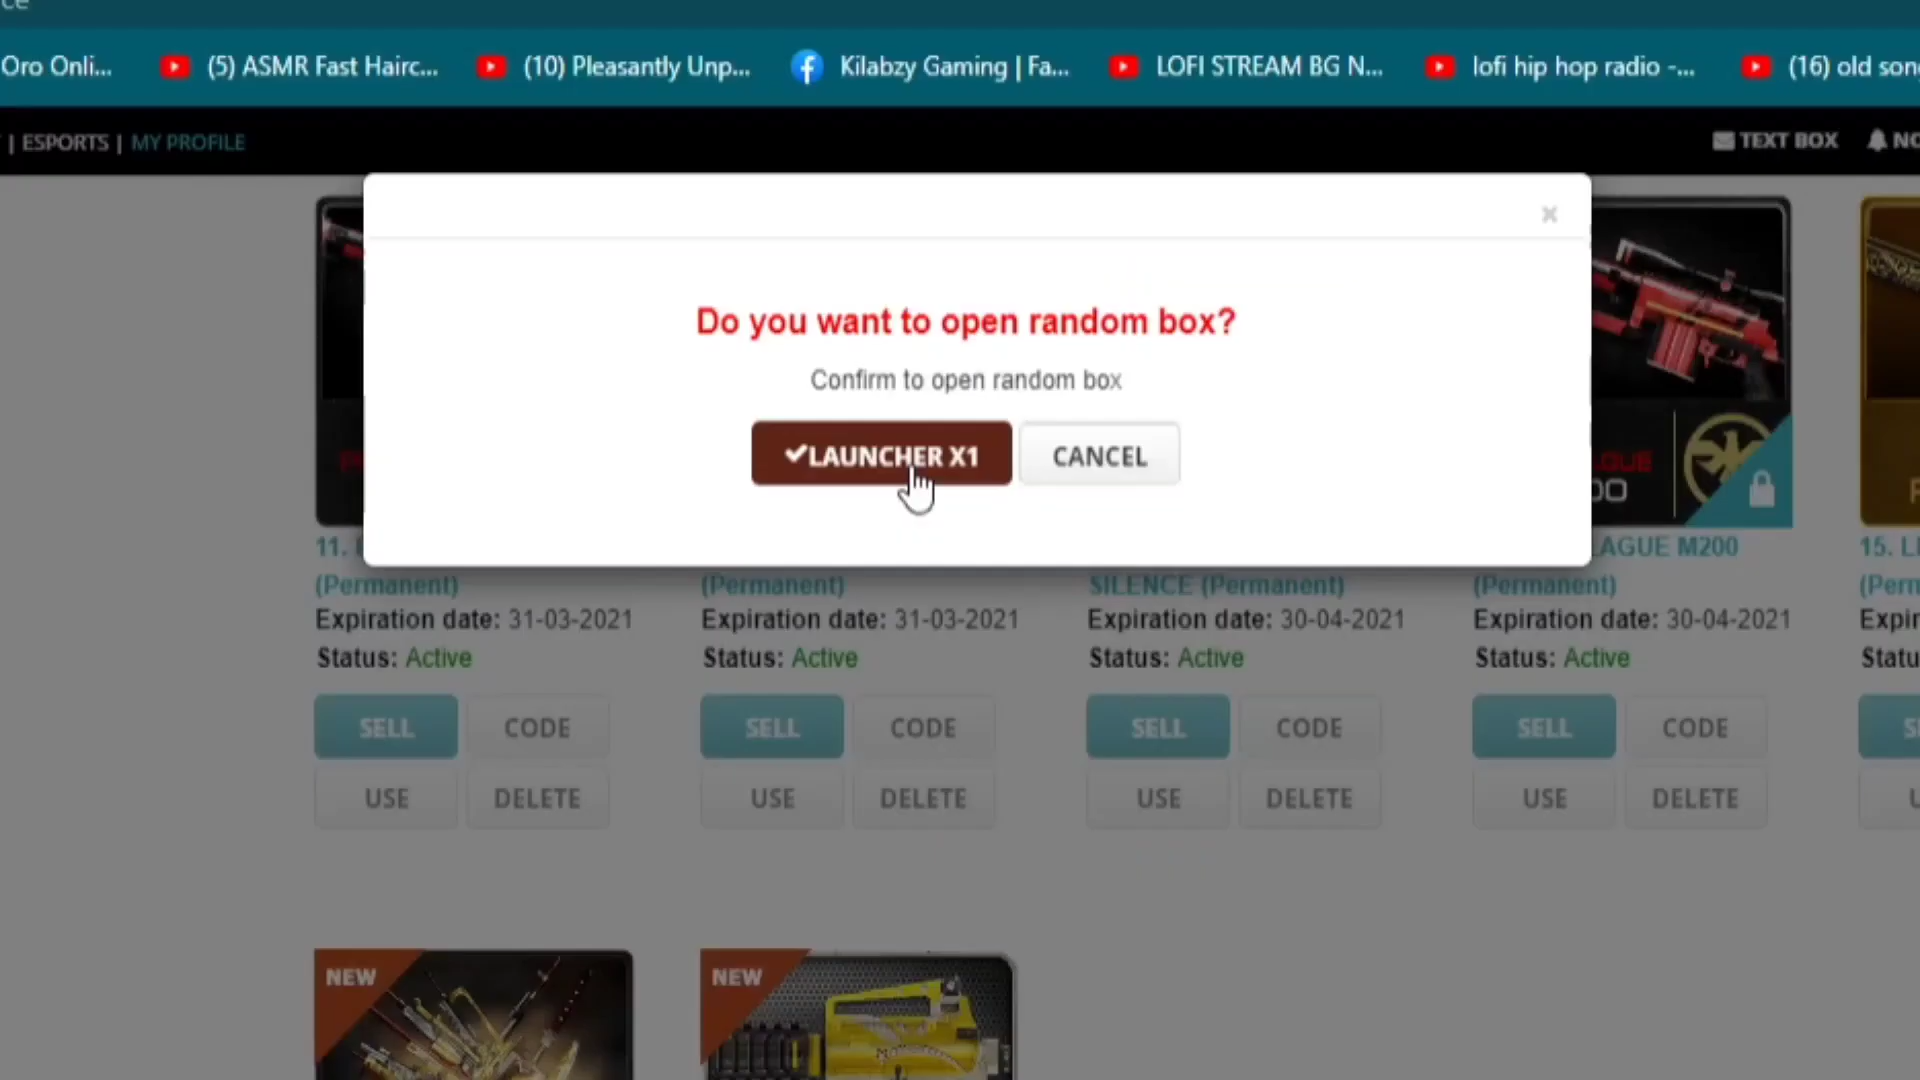 Oro Onli... (5) ASMR Fast Hairc... (10) Pleasantly Unp... Kilabzy Gaming | Fa... LOFI STREAM BG N... lofi hip hop radio -... (16) old son
| ESPORTS | MY PROFILE TEXT BOX
×
Do you want to open random box?
Confirm to open random box
✔LAUNCHER X1 CANCEL
11. AGUE M200 15.
(Permanent) (Permanent) SILENCE (Permanent) (Permanent)
Expiration date: 31-03-2021 Expiration date: 31-03-2021 Expiration date: 30-04-2021 Expiration date: 30-04-2021
Status: Active Status: Active Status: Active Status: Active
SELL CODE SELL CODE SELL CODE SELL CODE
USE DELETE USE DELETE USE DELETE USE DELETE
NEW NEW